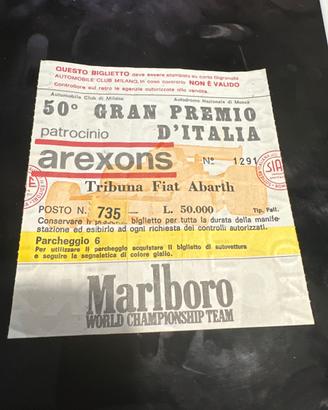 QUESTO BIGLIETTO deve essere stampato su carta filigranata
AUTOMOBILE CLUB MILANO, in caso contrario NON È VALIDO
Controllare sul retro le agenzie autorizzate alla vendita.
Automobile Club di Milano Autodromo Nazionale di Monza
50° GRAN PREMIO
patrocinio D'ITALIA
arexons N° 1291
SIAE
Tribuna Fiat Abarth
POSTO N. 735 — L. 50.000 Tip. Fall.
Conservare il presente biglietto per tutta la durata della manife-
stazione ed esibirlo ad ogni richiesta dei controlli autorizzati.
Parcheggio 6
Per utilizzare il parcheggio acquistare il biglietto di autovettura
e seguire la segnaletica di colore giallo.
Marlboro
WORLD CHAMPIONSHIP TEAM